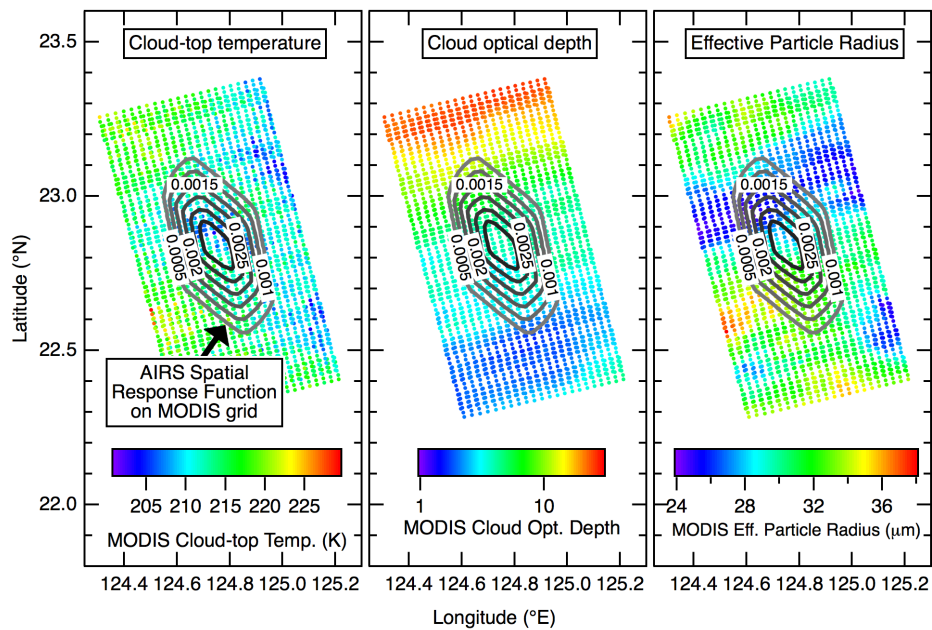 Cloud-top temperature
Cloud optical depth
Effective Particle Radius
23.5
23.0
22.5
22.0
Latitude (°N)
0.0015
0.0005
0.002
0.0025
0.001
0.0015
0.0005
0.002
0.0025
0.001
0.0015
0.0005
0.002
0.0025
0.001
AIRS Spatial
Response Function
on MODIS grid
205 210 215 220 225
MODIS Cloud-top Temp. (K)
1 10
MODIS Cloud Opt. Depth
24 28 32 36
MODIS Eff. Particle Radius (μm)
124.4 124.6 124.8 125.0 125.2
124.4 124.6 124.8 125.0 125.2
124.4 124.6 124.8 125.0 125.2
Longitude (°E)